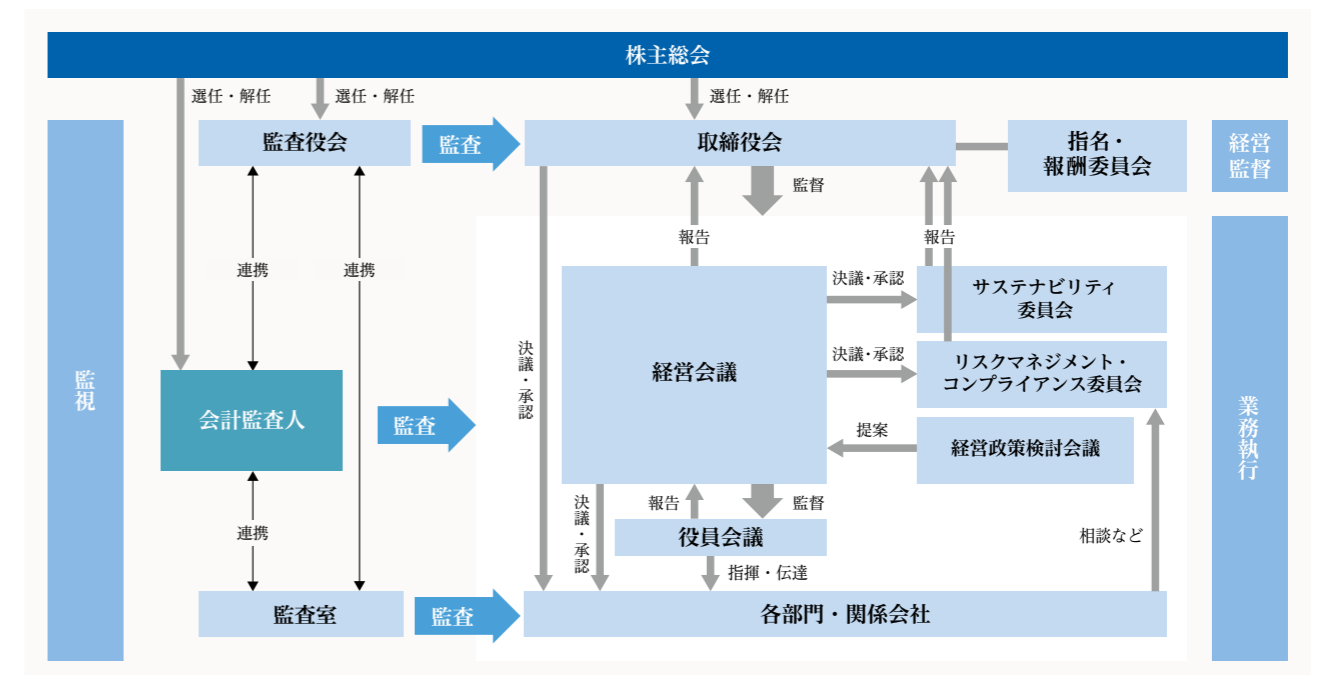 株主総会
選任・解任
選任・解任
選任・解任
監査役会
監査
取締役会
指名・
報酬委員会
経営
監督
監督
報告
報告
連携
連携
決議・承認
サステナビリティ
委員会
監視
決議・承認
経営会議
決議・承認
リスクマネジメント・
コンプライアンス委員会
会計監査人
監査
提案
経営政策検討会議
業務執行
決議・承認
報告
監督
連携
役員会議
相談など
指揮・伝達
監査室
監査
各部門・関係会社